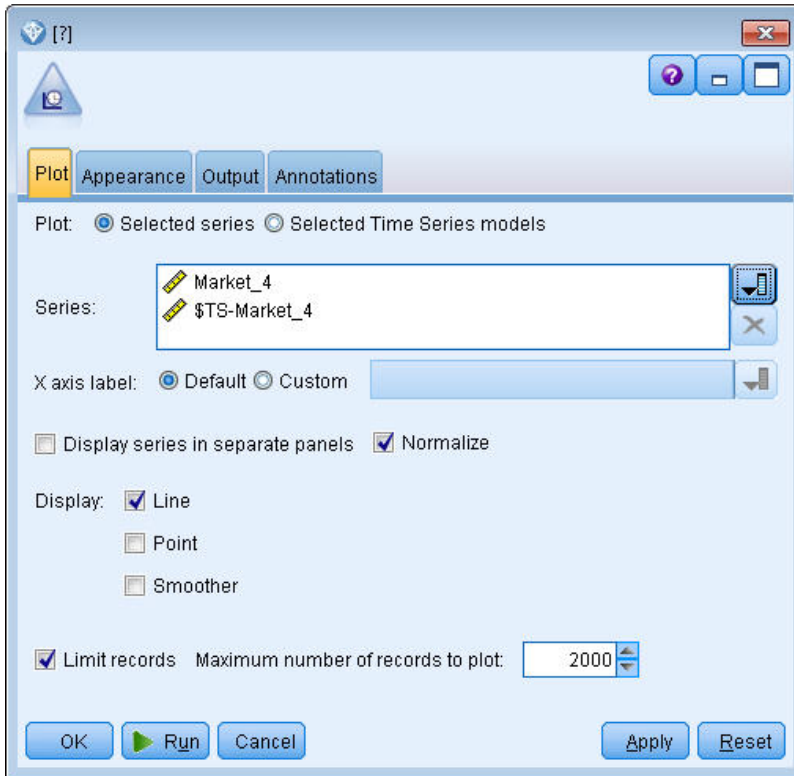 [?]
Plot Appearance Output Annotations
Plot: Selected series Selected Time Series models
Series: Market_4
$TS-Market_4
X axis label: Default Custom
Display series in separate panels Normalize
Display: Line
Point
Smoother
Limit records Maximum number of records to plot: 2000
OK Run Cancel Apply Reset